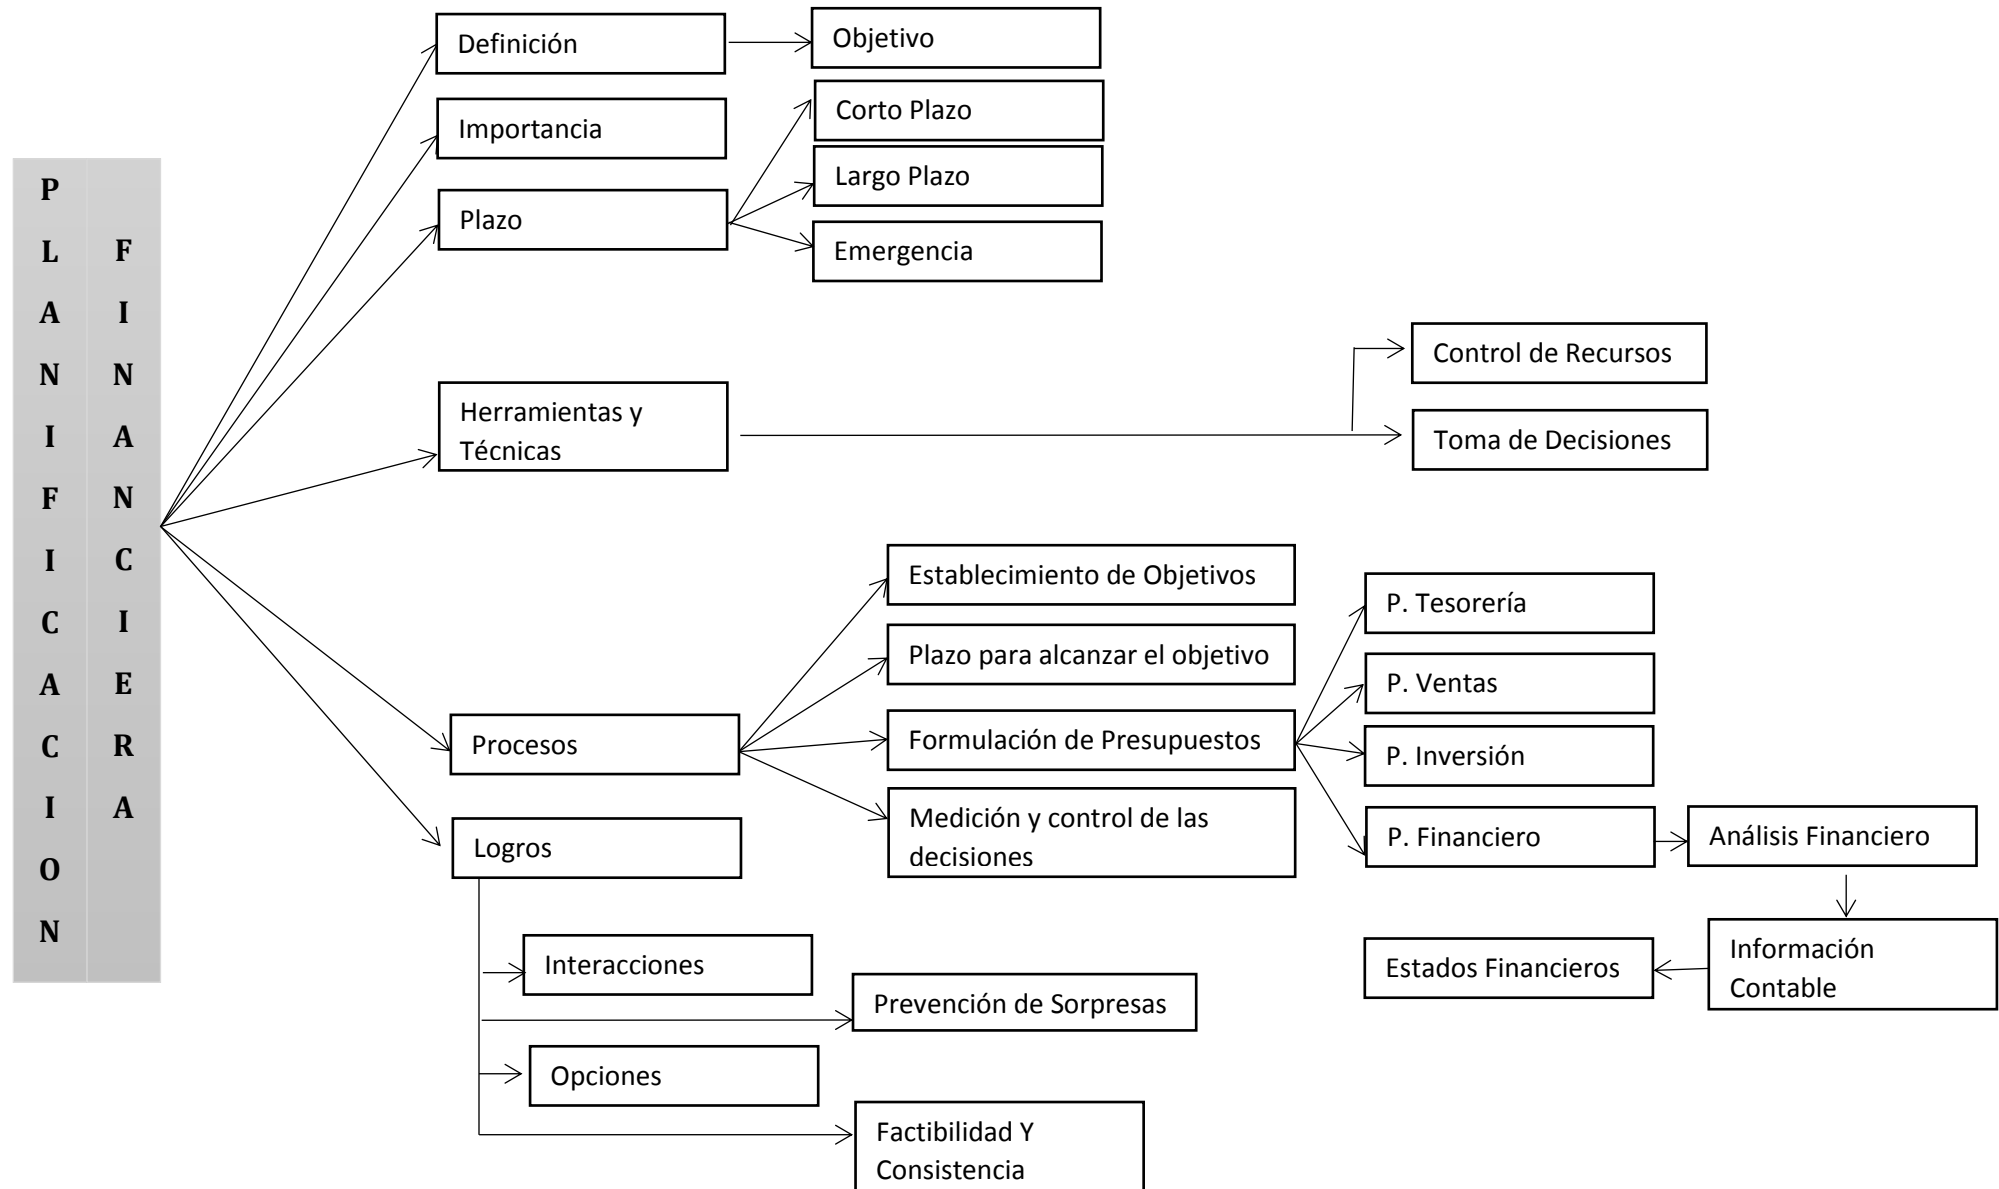 PLANIFICACION
FINANCIERA
Definición
Objetivo
Importancia
Plazo
Corto Plazo
Largo Plazo
Emergencia
Herramientas y
Técnicas
Control de Recursos
Toma de Decisiones
Procesos
Establecimiento de Objetivos
Plazo para alcanzar el objetivo
Formulación de Presupuestos
Medición y control de las
decisiones
P. Tesorería
P. Ventas
P. Inversión
P. Financiero
Análisis Financiero
Información
Contable
Estados Financieros
Logros
Interacciones
Prevención de Sorpresas
Opciones
Factibilidad Y
Consistencia